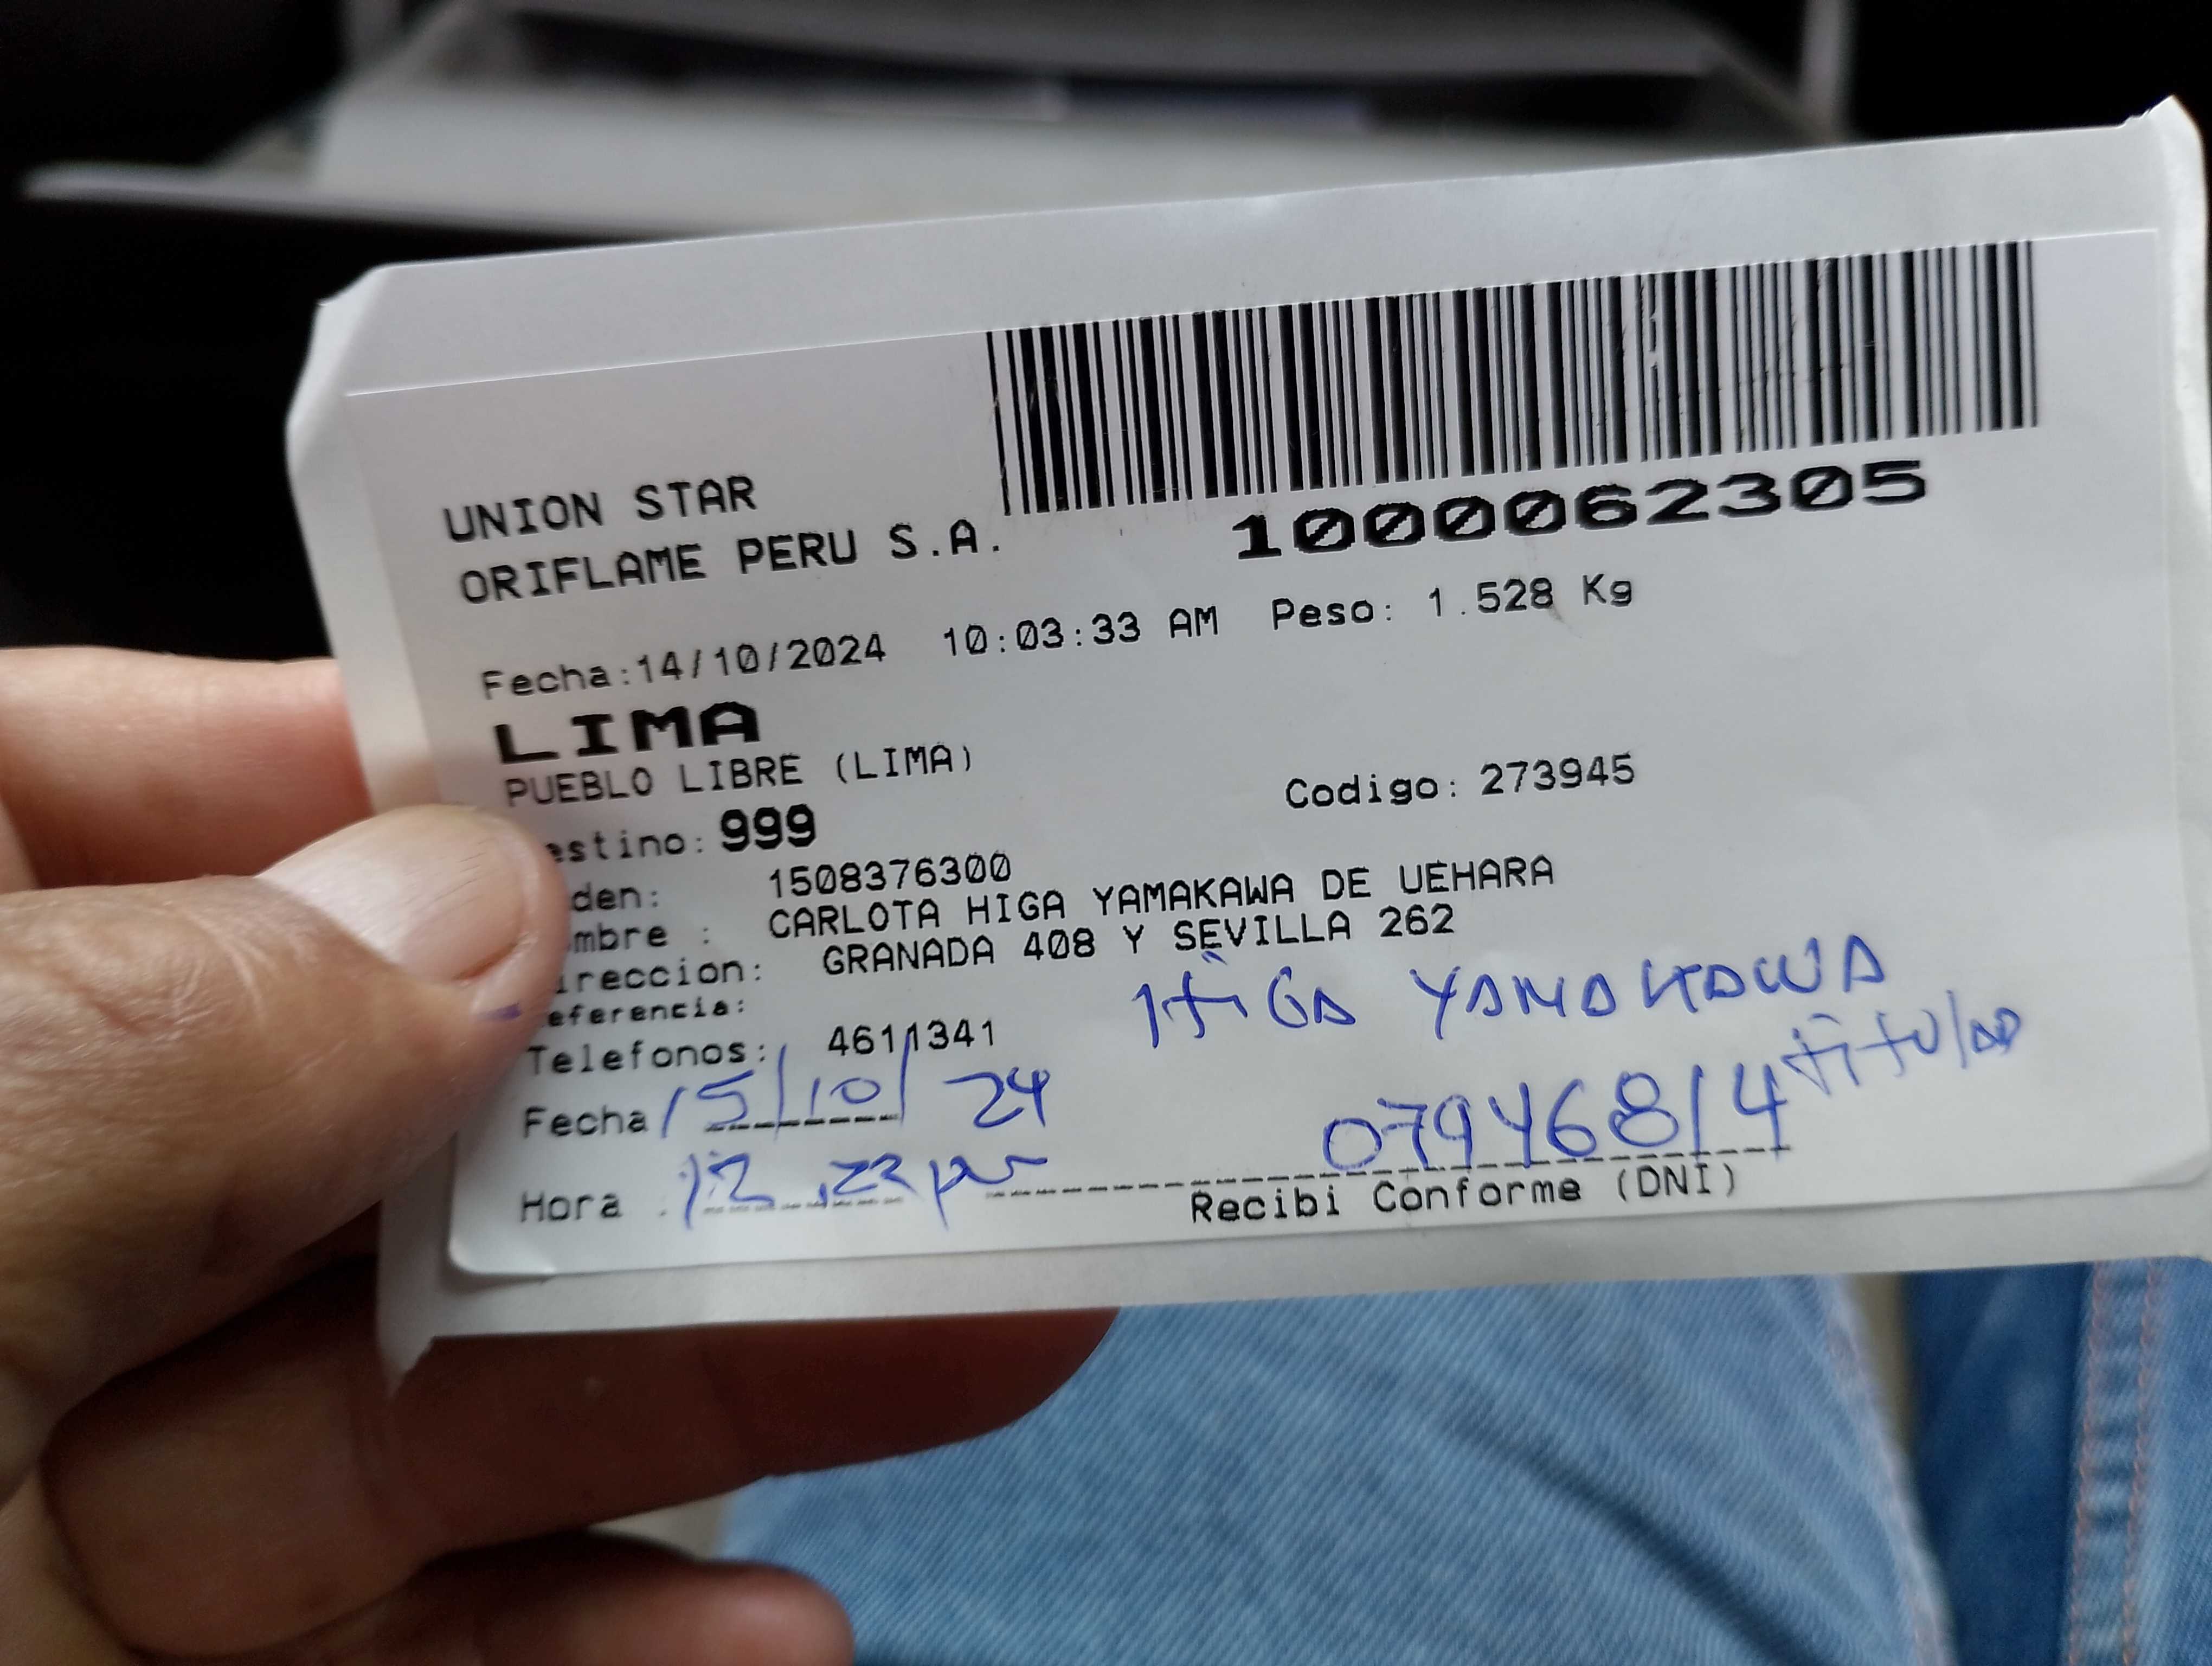 UNION STAR
ORIFLAME PERU S.A.
1000062305
Fecha:14/10/2024 10:03:33 AM Peso: 1.528 Kg
LIMA
PUEBLO LIBRE (LIMA)
Codigo: 273945
estino: 999
den: 1508376300
mbre : CARLOTA HIGA YAMAKAWA DE UEHARA
ireccion: GRANADA 408 Y SEVILLA 262
eferencia:
HIGA YAMAKAWA
Telefonos: 4611341
titular
Fecha 15/10/24
07946814
Hora : 12:22 pm
Recibi Conforme (DNI)